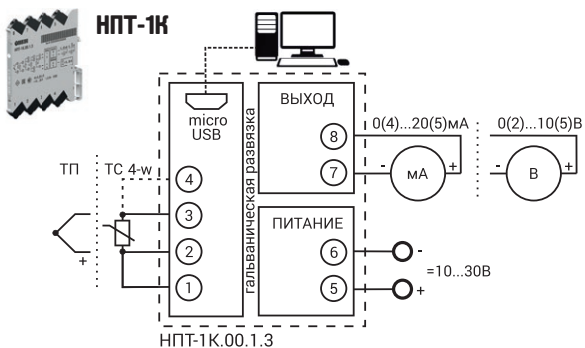 НПТ-1К
micro
USB
гальваническая развязка
ВЫХОД
8
7
0(4)...20(5)мА
0(2)...10(5)В
-
мА
+
-
В
+
ТП
ТС 4-w
4
3
2
1
+
ПИТАНИЕ
6
5
-
+
=10...30В
НПТ-1К.00.1.3